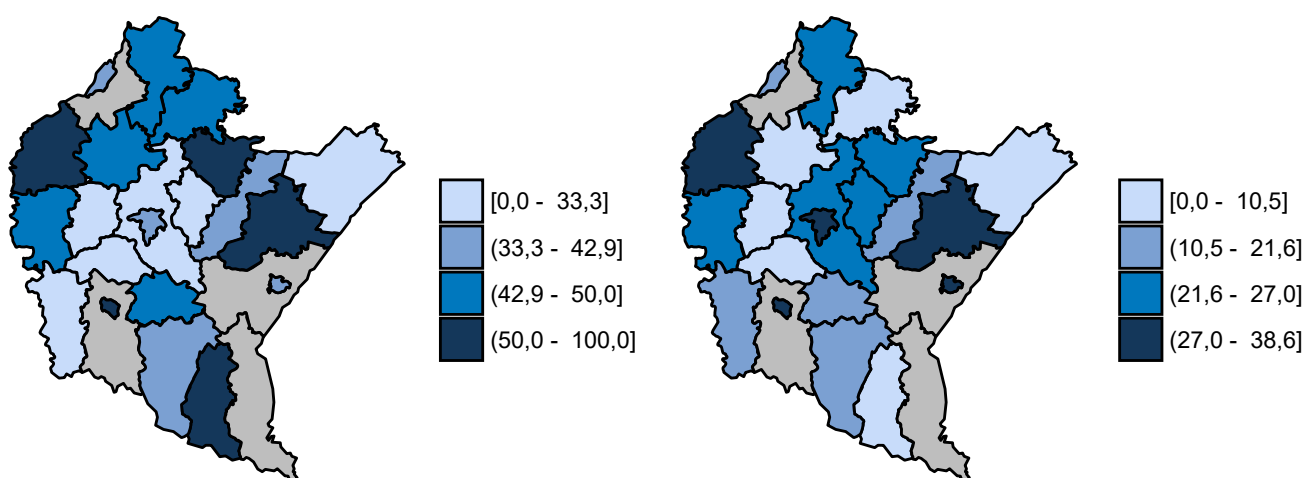 [0,0 - 33,3]
(33,3 - 42,9]
(42,9 - 50,0]
(50,0 - 100,0]
[0,0 - 10,5]
(10,5 - 21,6]
(21,6 - 27,0]
(27,0 - 38,6]